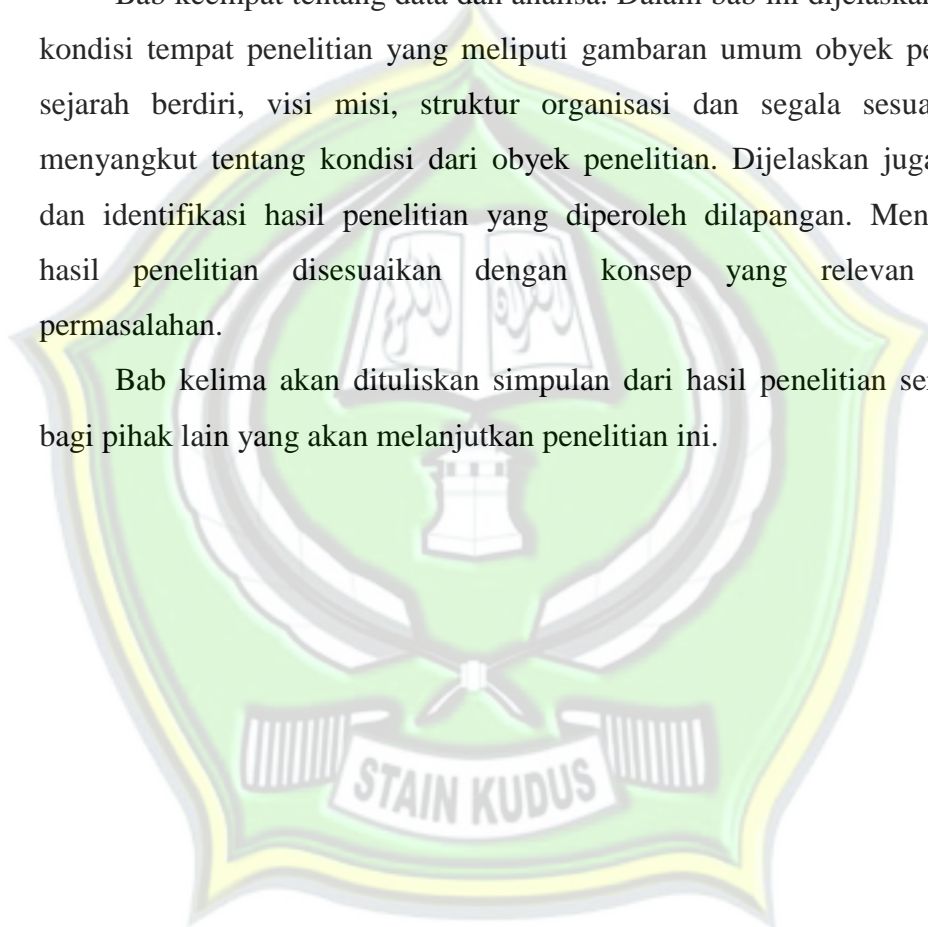 Bab keempat tentang data dan analisa. Dalam bab ini dijelaskan
kondisi tempat penelitian yang meliputi gambaran umum obyek pe
sejarah berdiri, visi misi, struktur organisasi dan segala sesua
menyangkut tentang kondisi dari obyek penelitian. Dijelaskan juga
dan identifikasi hasil penelitian yang diperoleh dilapangan. Men
hasil penelitian disesuaikan dengan konsep yang relevan
permasalahan.
Bab kelima akan dituliskan simpulan dari hasil penelitian se
bagi pihak lain yang akan melanjutkan penelitian ini.
STAIN KUDUS